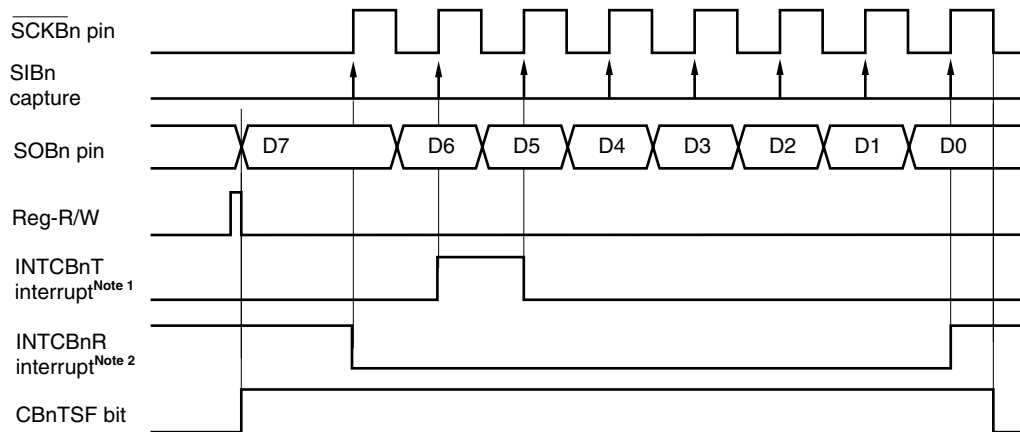 SCKBn pin
SIBn
capture
SOBn pin
D7 D6 D5 D4 D3 D2 D1 D0
Reg-R/W
INTCBnT
interruptNote 1
INTCBnR
interruptNote 2
CBnTSF bit